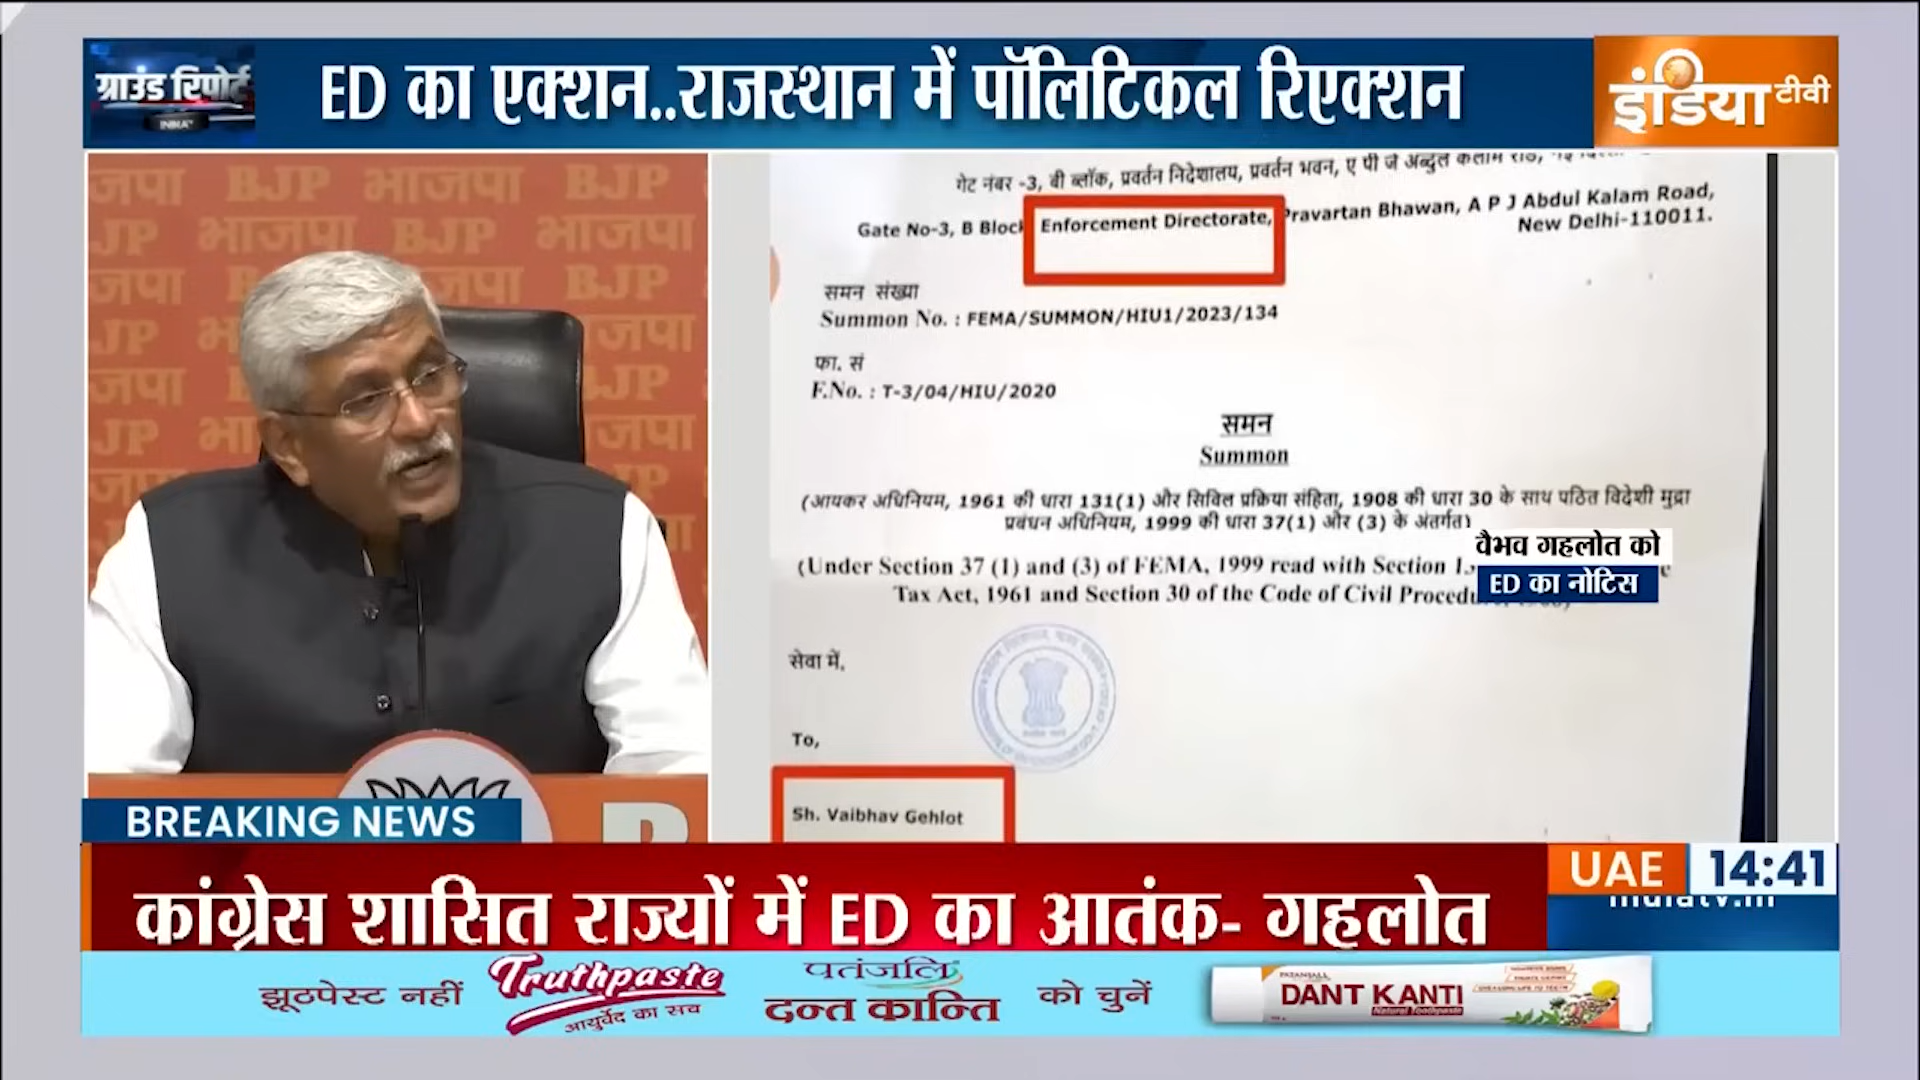 ग्राउंड रिपोर्ट
ED का एक्शन..राजस्थान में पॉलिटिकल रिएक्शन
इंडिया टीवी
जपा BJP भाजपा BJP
JP भाजपा BJP भाजपा
गेट नंबर -3, बी ब्लॉक, प्रवर्तन निदेशालय, प्रवर्तन भवन, ए पी जे अब्दुल कलाम
Gate No-3, B Block Enforcement Directorate, Pravartan Bhawan, A P J Abdul Kalam Road,
New Delhi-110011.
समन संख्या
Summon No. : FEMA/SUMMON/HIU1/2023/134
फा. सं
F.No. : T-3/04/HIU/2020
समन
Summon
(आयकर अधिनियम, 1961 की धारा 131(1) और सिविल प्रक्रिया संहिता, 1908 की धारा 30 के साथ पठित विदेशी मुद्रा
प्रबंधन अधिनियम, 1999 की धारा 37(1) और (3) के अंतर्गत)
(Under Section 37 (1) and (3) of FEMA, 1999 read with Section
Tax Act, 1961 and Section 30 of the Code of Civil
वैभव गहलोत को
ED का नोटिस
सेवा में,
To,
Sh. Vaibhav Gehlot
BREAKING NEWS
कांग्रेस शासित राज्यों में ED का आतंक- गहलोत
UAE 14:41
indiatv.in
झूठपेस्ट नहीं
Truthpaste
आयुर्वेद का सच
पतंजलि
दन्त कान्ति
को चुनें
PATANJALI
DANT KANTI
Natural Toothpaste